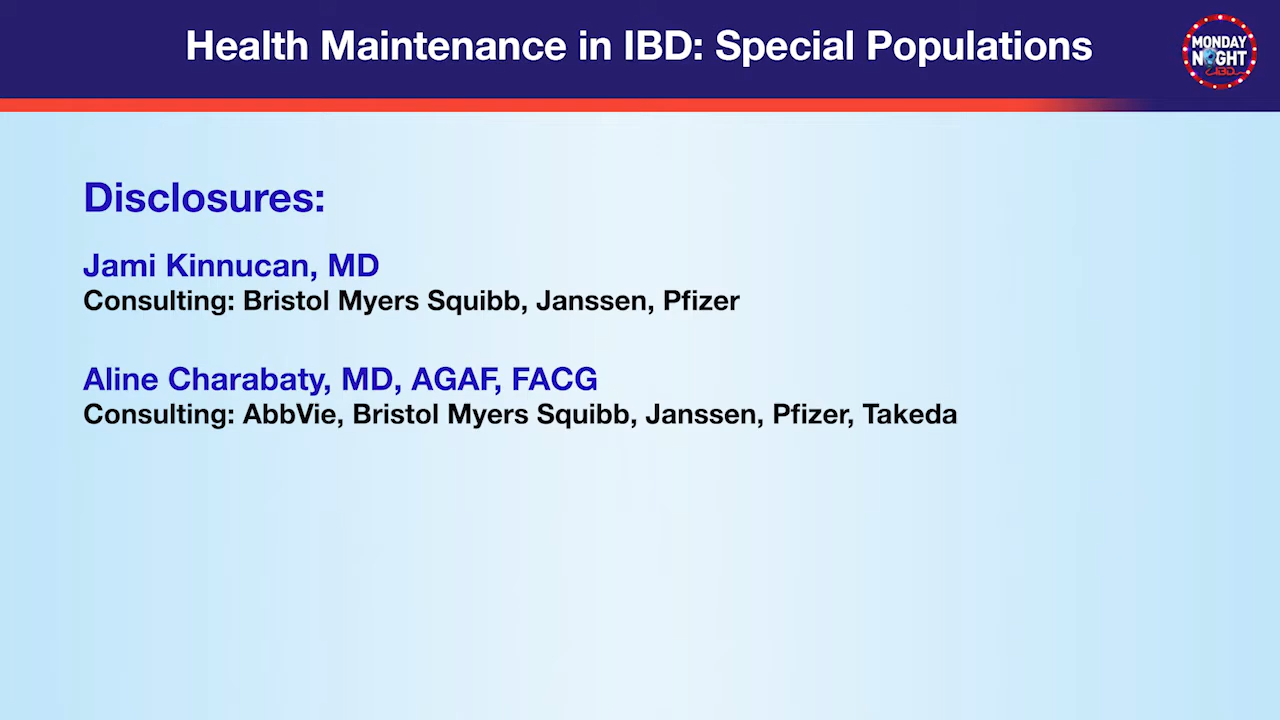 Health Maintenance in IBD: Special Populations
MONDAY
NIGHT
IBD
Disclosures:
Jami Kinnucan, MD
Consulting: Bristol Myers Squibb, Janssen, Pfizer
Aline Charabaty, MD, AGAF, FACG
Consulting: AbbVie, Bristol Myers Squibb, Janssen, Pfizer, Takeda